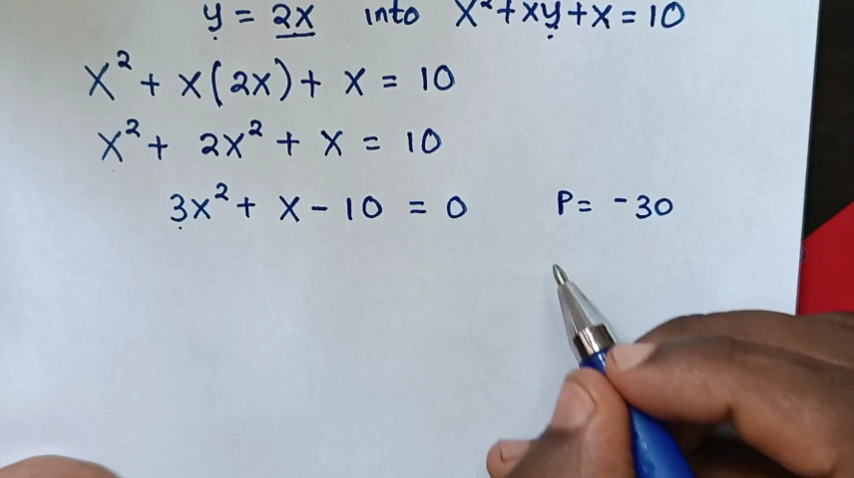 y = 2x into x² + xy + x = 10
x² + x(2x) + x = 10
x² + 2x² + x = 10
3x² + x - 10 = 0 P = -30